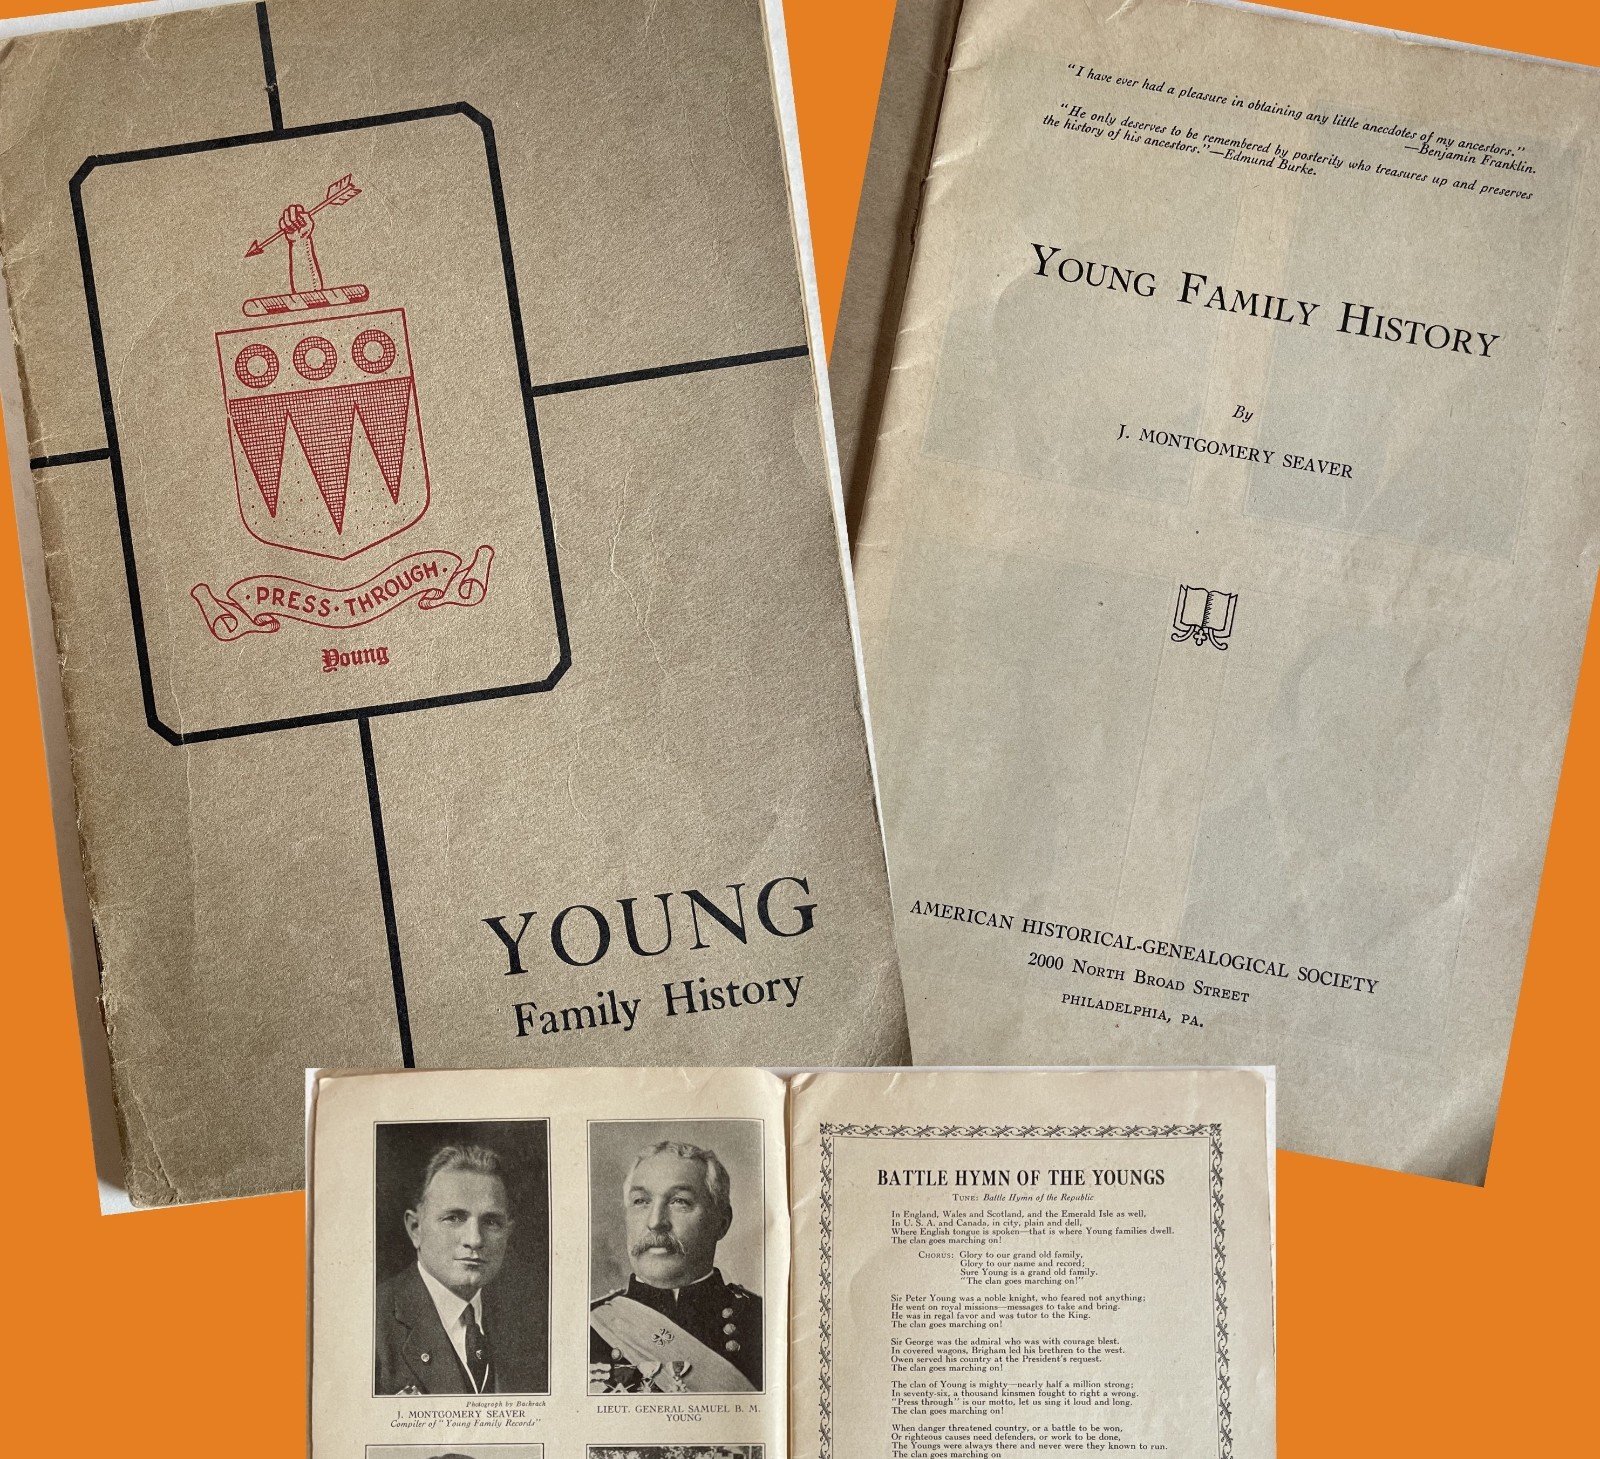 PRESS · THROUGH
Young
YOUNG
Family History
"I have ever had a pleasure in obtaining any little anecdotes of my ancestors."
—Benjamin Franklin.
"He only deserves to be remembered by posterity who treasures up and preserves
the history of his ancestors."—Edmund Burke.
YOUNG FAMILY HISTORY
By
J. MONTGOMERY SEAVER
AMERICAN HISTORICAL-GENEALOGICAL SOCIETY
2000 NORTH BROAD STREET
PHILADELPHIA, PA.
Photograph by Bachrach
J. MONTGOMERY SEAVER
Compiler of "Young Family Records"
LIEUT. GENERAL SAMUEL B. M.
YOUNG
BATTLE HYMN OF THE YOUNGS
TUNE: Battle Hymn of the Republic
In England, Wales and Scotland, and the Emerald Isle as well,
In U. S. A. and Canada, in city, plain and dell,
Where English tongue is spoken—that is where Young families dwell.
The clan goes marching on!
CHORUS: Glory to our grand old family,
Glory to our name and record;
Sure Young is a grand old family.
"The clan goes marching on!"
Sir Peter Young was a noble knight, who feared not anything;
He went on royal missions—messages to take and bring.
He was in regal favor and was tutor to the King.
The clan goes marching on!
Sir George was the admiral who was with courage blest.
In covered wagons, Brigham led his brethren to the west.
Owen served his country at the President's request.
The clan goes marching on!
The clan of Young is mighty—nearly half a million strong;
In seventy-six, a thousand kinsmen fought to right a wrong.
"Press through" is our motto, let us sing it loud and long.
The clan goes marching on!
When danger threatened country, or a battle to be won,
Or righteous causes need defenders, or work to be done,
The Youngs were always there and never were they known to run.
The clan goes marching on